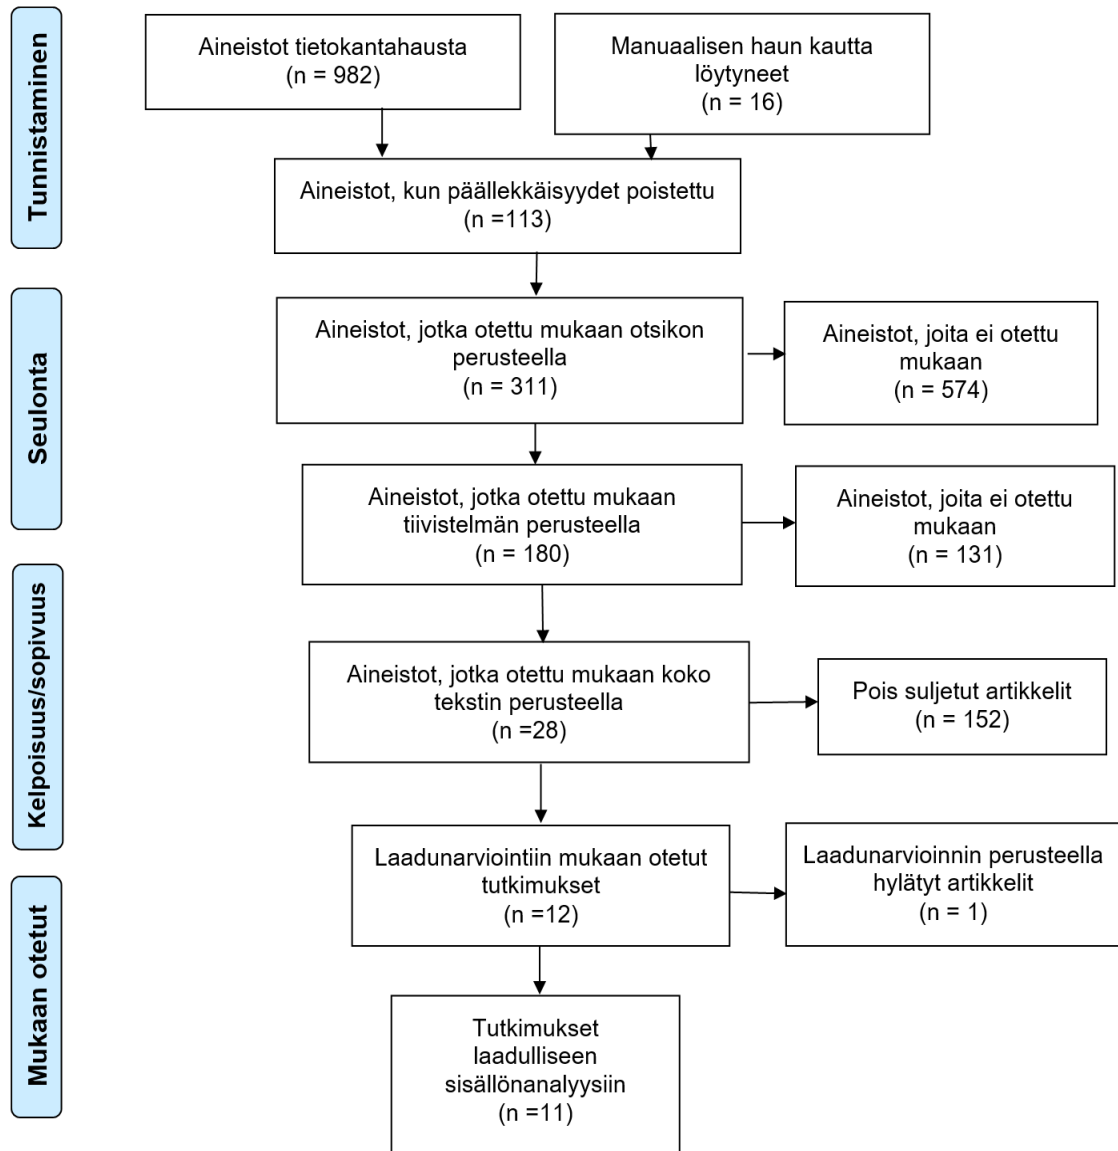 Tunnistaminen
Aineistot tietokantahausta
(n = 982)
Manuaalisen haun kautta
löytyneet
(n = 16)
Aineistot, kun päällekkäisyydet poistettu
(n =113)
Seulonta
Aineistot, jotka otettu mukaan otsikon
perusteella
(n = 311)
Aineistot, joita ei otettu
mukaan
(n = 574)
Aineistot, jotka otettu mukaan
tiivistelmän perusteella
(n = 180)
Aineistot, joita ei otettu
mukaan
(n = 131)
Kelpoisuus/sopivuus
Aineistot, jotka otettu mukaan koko
tekstin perusteella
(n =28)
Pois suljetut artikkelit
(n = 152)
Laadunarviointiin mukaan otetut
tutkimukset
(n =12)
Laadunarvioinnin perusteella
hylätyt artikkelit
(n = 1)
Mukaan otetut
Tutkimukset
laadulliseen
sisällönanalyysiin
(n =11)